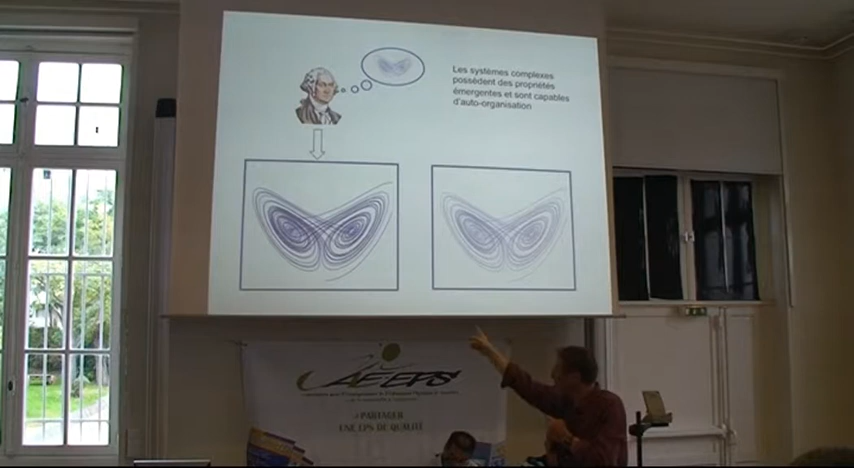 Les systèmes complexes
possèdent des propriétés
émergentes et sont capables
d'auto-organisation
AEEPS
+PARTAGER
UNE EPS DE QUALITÉ